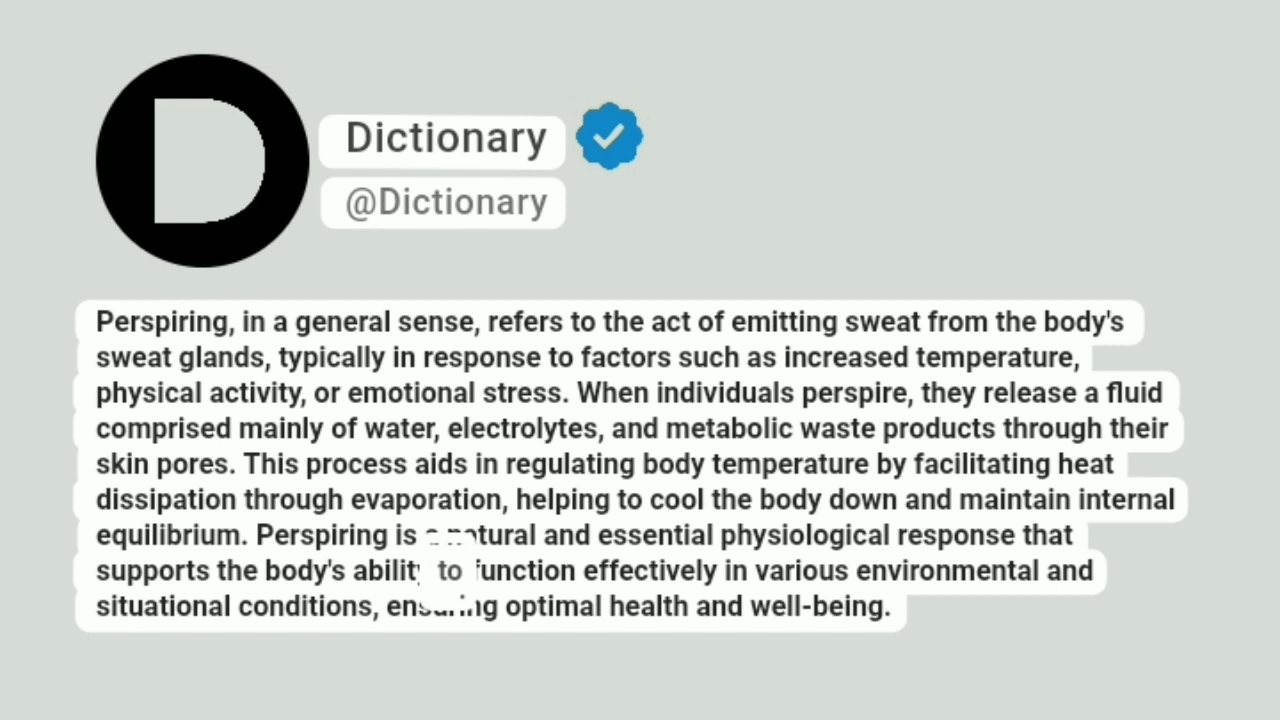 D
Dictionary
@Dictionary
Perspiring, in a general sense, refers to the act of emitting sweat from the body's
sweat glands, typically in response to factors such as increased temperature,
physical activity, or emotional stress. When individuals perspire, they release a fluid
comprised mainly of water, electrolytes, and metabolic waste products through their
skin pores. This process aids in regulating body temperature by facilitating heat
dissipation through evaporation, helping to cool the body down and maintain internal
equilibrium. Perspiring is a natural and essential physiological response that
supports the body's ability to function effectively in various environmental and
situational conditions, ensuring optimal health and well-being.